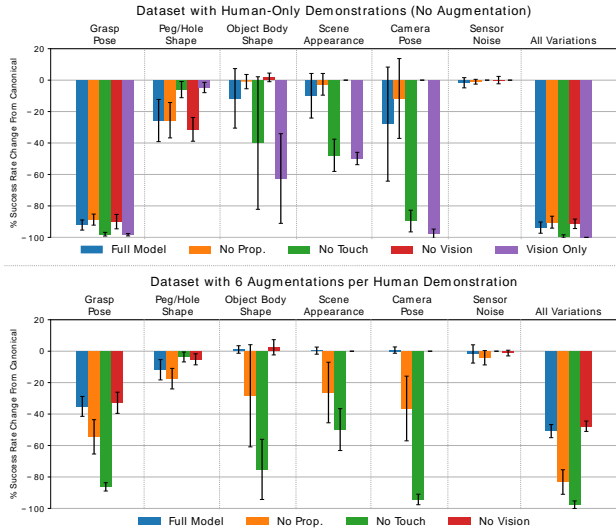 Dataset with Human-Only Demonstrations (No Augmentation)
Grasp Pose
Peg/Hole Shape
Object Body Shape
Scene Appearance
Camera Pose
Sensor Noise
All Variations
% Success Rate Change From Canonical
20
0
−20
−40
−60
−80
−100
Full Model
No Prop.
No Touch
No Vision
Vision Only
Dataset with 6 Augmentations per Human Demonstration
Grasp Pose
Peg/Hole Shape
Object Body Shape
Scene Appearance
Camera Pose
Sensor Noise
All Variations
% Success Rate Change From Canonical
20
0
−20
−40
−60
−80
−100
Full Model
No Prop.
No Touch
No Vision